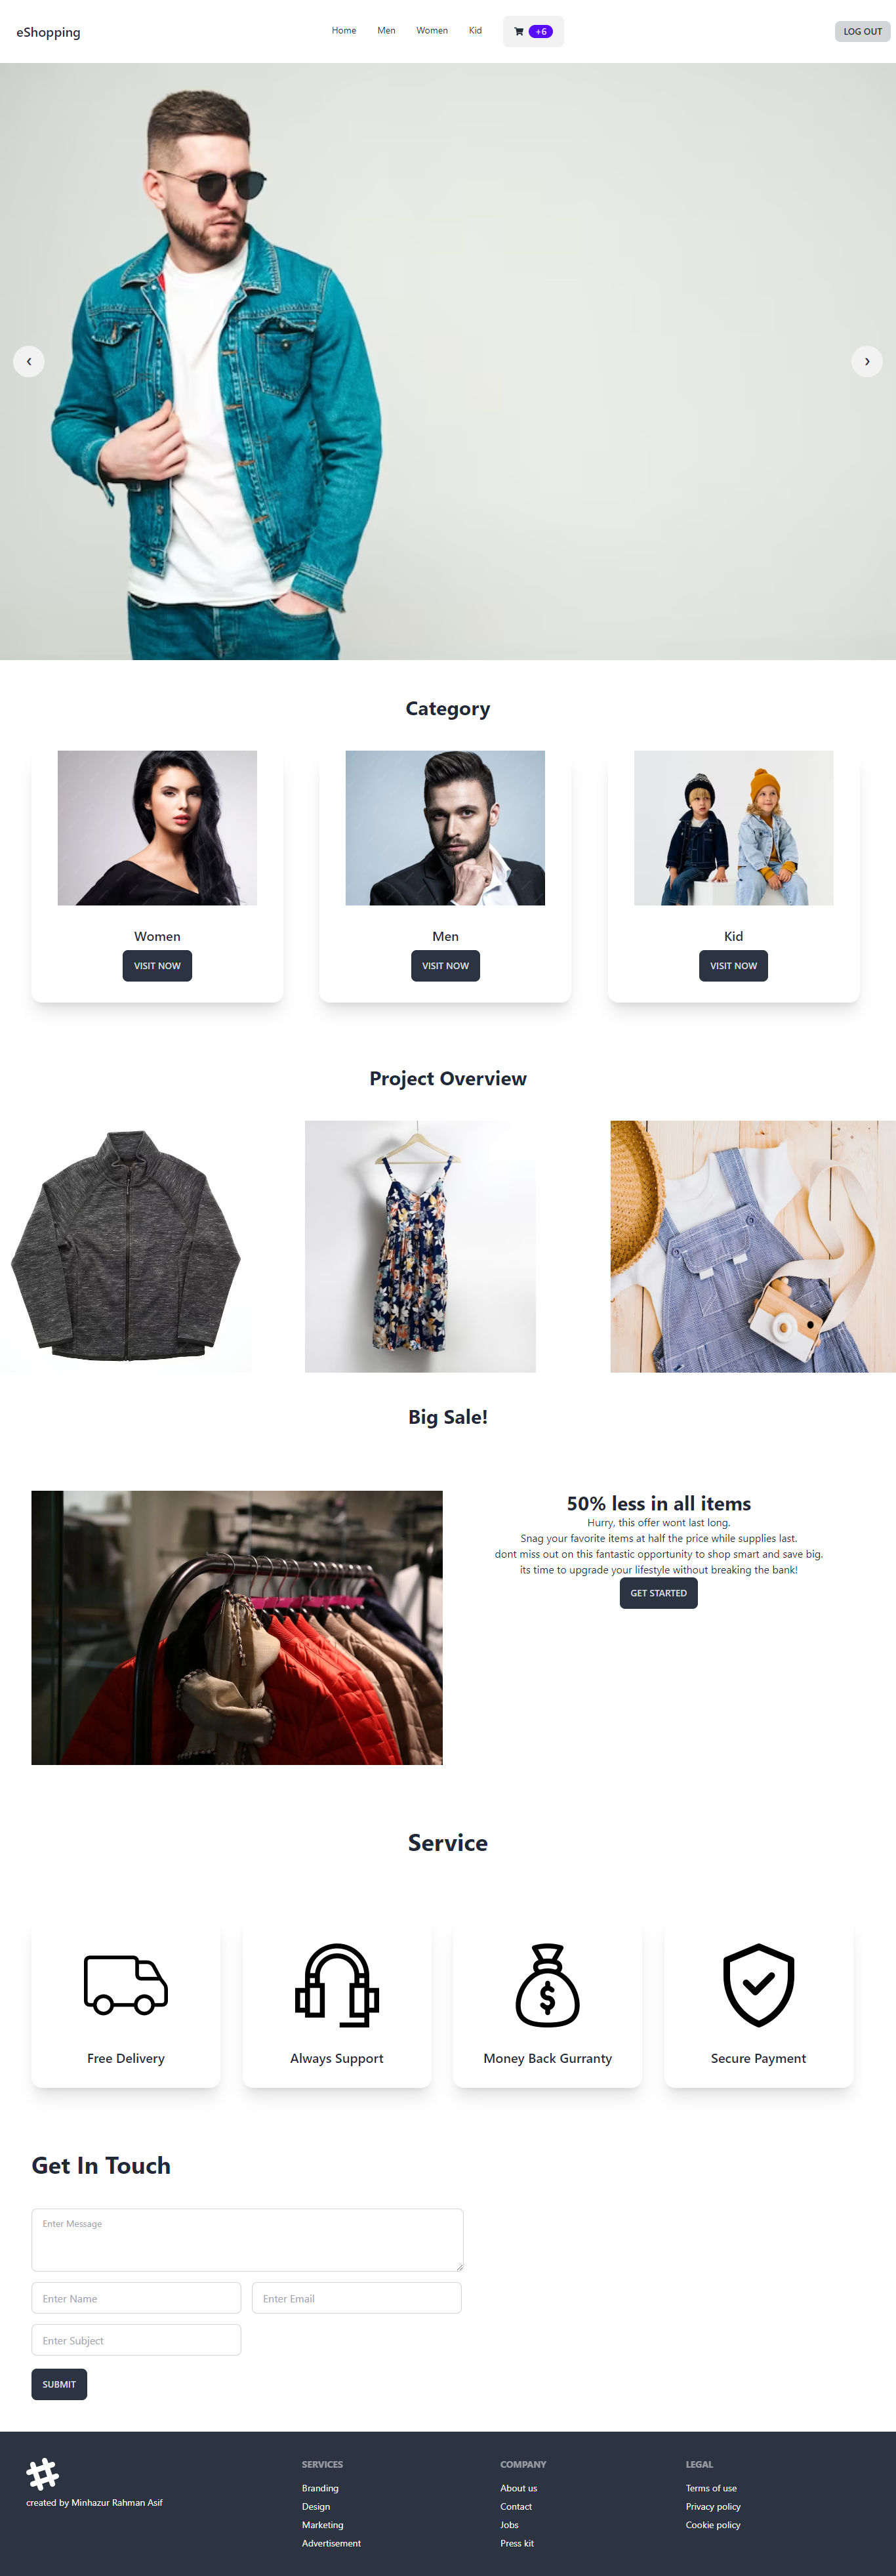 eShopping
Home Men Women Kid +6
LOG OUT
❮
❯
Category
Women
VISIT NOW
Men
VISIT NOW
Kid
VISIT NOW
Project Overview
Big Sale!
50% less in all items
Hurry, this offer wont last long.
Snag your favorite items at half the price while supplies last.
dont miss out on this fantastic opportunity to shop smart and save big.
its time to upgrade your lifestyle without breaking the bank!
GET STARTED
Service
Free Delivery
Always Support
Money Back Gurranty
Secure Payment
Get In Touch
Enter Message
Enter Name
Enter Email
Enter Subject
SUBMIT
created by Minhazur Rahman Asif
SERVICES
Branding
Design
Marketing
Advertisement
COMPANY
About us
Contact
Jobs
Press kit
LEGAL
Terms of use
Privacy policy
Cookie policy